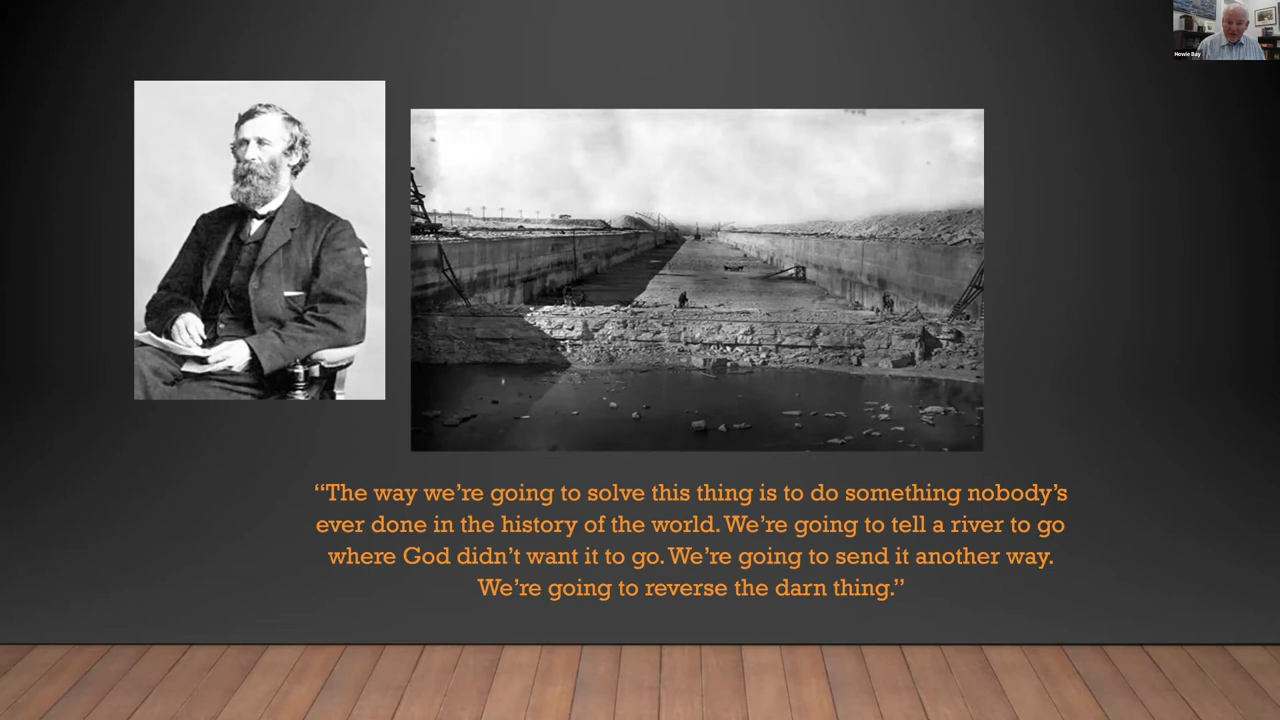 Howie Bay
“The way we’re going to solve this thing is to do something nobody’s
ever done in the history of the world. We’re going to tell a river to go
where God didn’t want it to go. We’re going to send it another way.
We’re going to reverse the darn thing.”